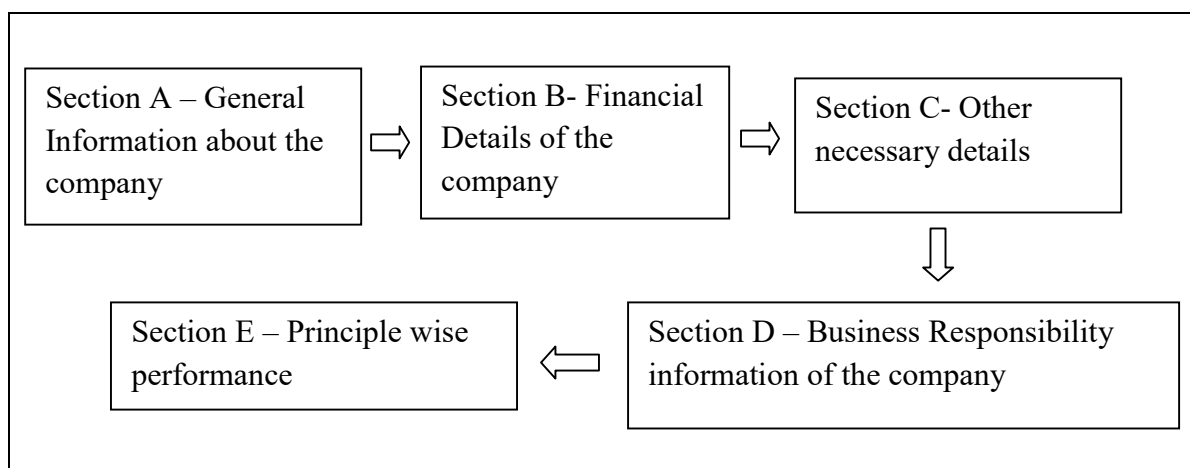 Section A – General
Information about the
company
Section B- Financial
Details of the
company
Section C- Other
necessary details
Section D – Business Responsibility
information of the company
Section E – Principle wise
performance